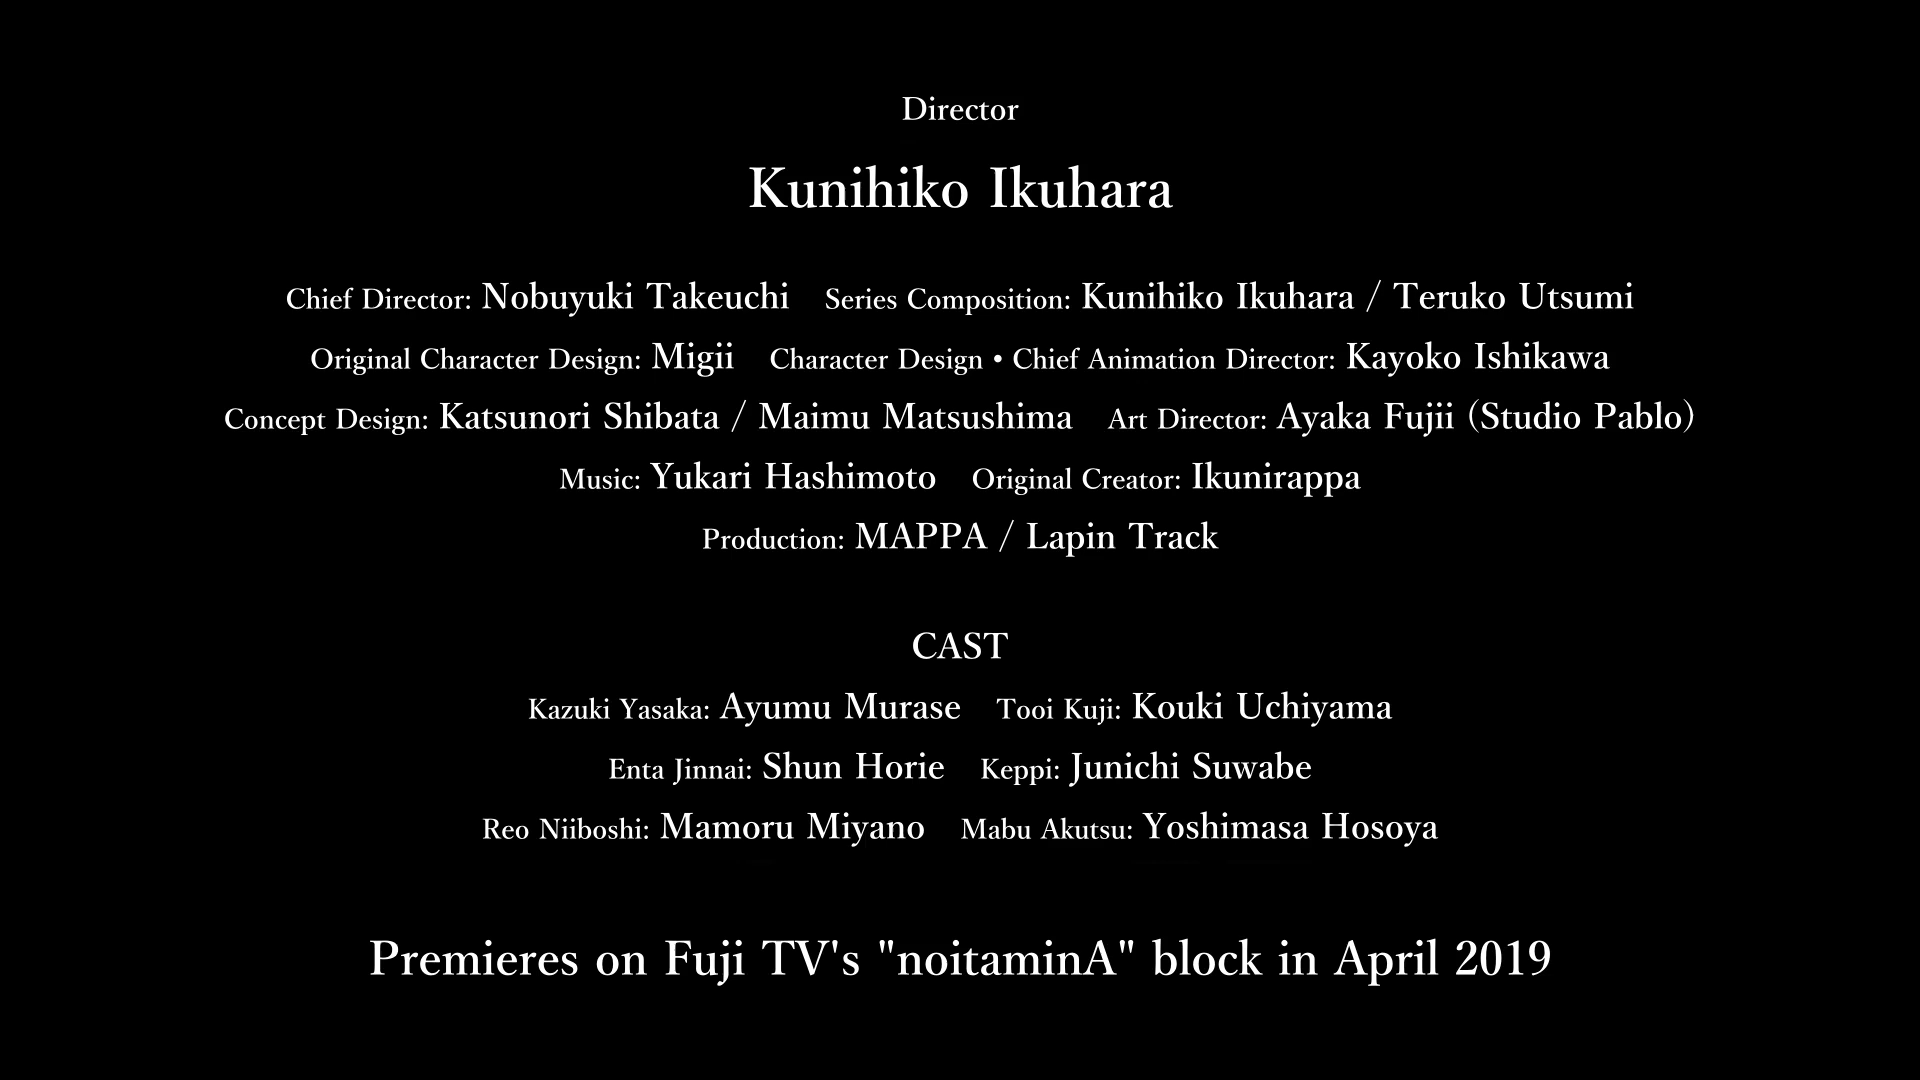 Director
Kunihiko Ikuhara
Chief Director: Nobuyuki Takeuchi Series Composition: Kunihiko Ikuhara / Teruko Utsumi
Original Character Design: Migii Character Design • Chief Animation Director: Kayoko Ishikawa
Concept Design: Katsunori Shibata / Maimu Matsushima Art Director: Ayaka Fujii (Studio Pablo)
Music: Yukari Hashimoto Original Creator: Ikunirappa
Production: MAPPA / Lapin Track
CAST
Kazuki Yasaka: Ayumu Murase Tooi Kuji: Kouki Uchiyama
Enta Jinnai: Shun Horie Keppi: Junichi Suwabe
Reo Niiboshi: Mamoru Miyano Mabu Akutsu: Yoshimasa Hosoya
Premieres on Fuji TV's "noitaminA" block in April 2019